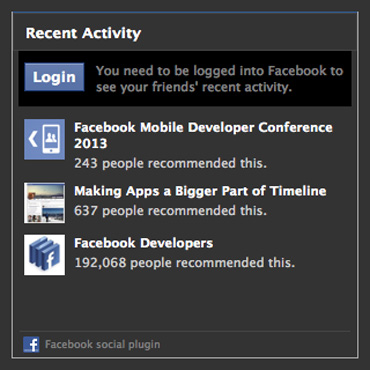 Recent Activity
Login
You need to be logged into Facebook to
see your friends' recent activity.
Facebook Mobile Developer Conference
2013
243 people recommended this.
Making Apps a Bigger Part of Timeline
637 people recommended this.
Facebook Developers
192,068 people recommended this.
Facebook social plugin